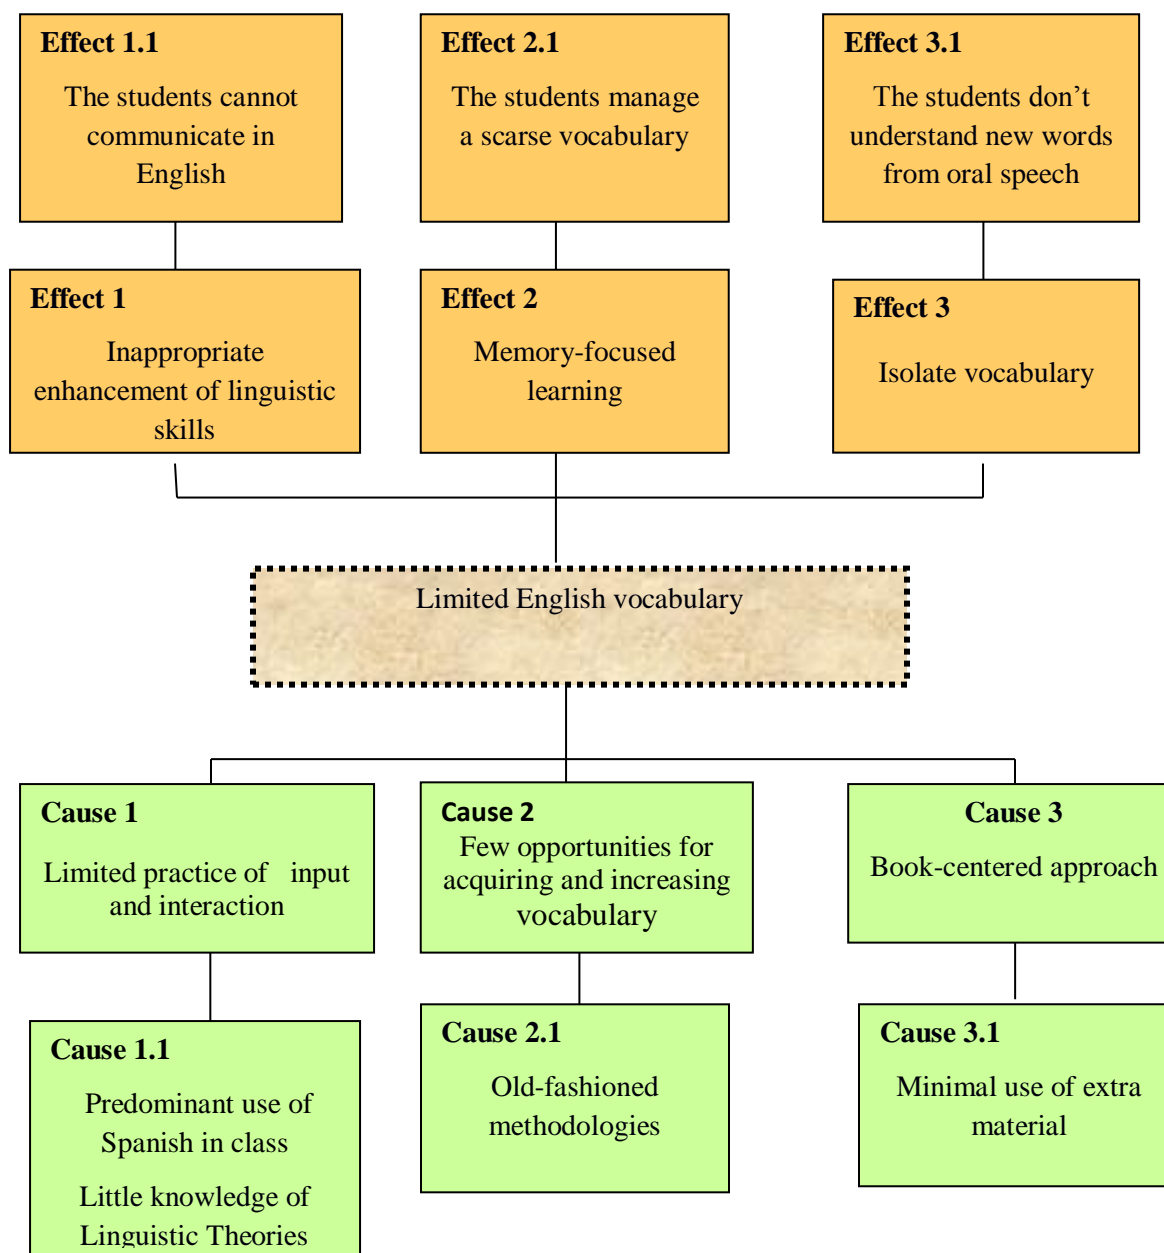 Effect 1.1
The students cannot
communicate in
English
Effect 2.1
The students manage
a scarse vocabulary
Effect 3.1
The students don’t
understand new words
from oral speech
Effect 1
Inappropriate
enhancement of linguistic
skills
Effect 2
Memory-focused
learning
Effect 3
Isolate vocabulary
Limited English vocabulary
Cause 1
Limited practice of input
and interaction
Cause 2
Few opportunities for
acquiring and increasing
vocabulary
Cause 3
Book-centered approach
Cause 1.1
Predominant use of
Spanish in class
Little knowledge of
Linguistic Theories
Cause 2.1
Old-fashioned
methodologies
Cause 3.1
Minimal use of extra
material